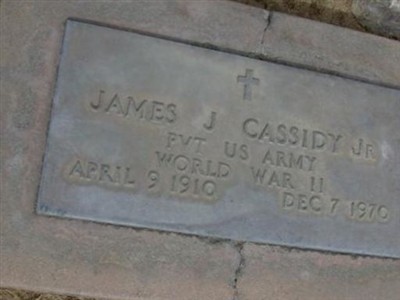 JAMES J CASSIDY JR
PVT US ARMY
WORLD WAR II
APRIL 9 1910 DEC 7 1970